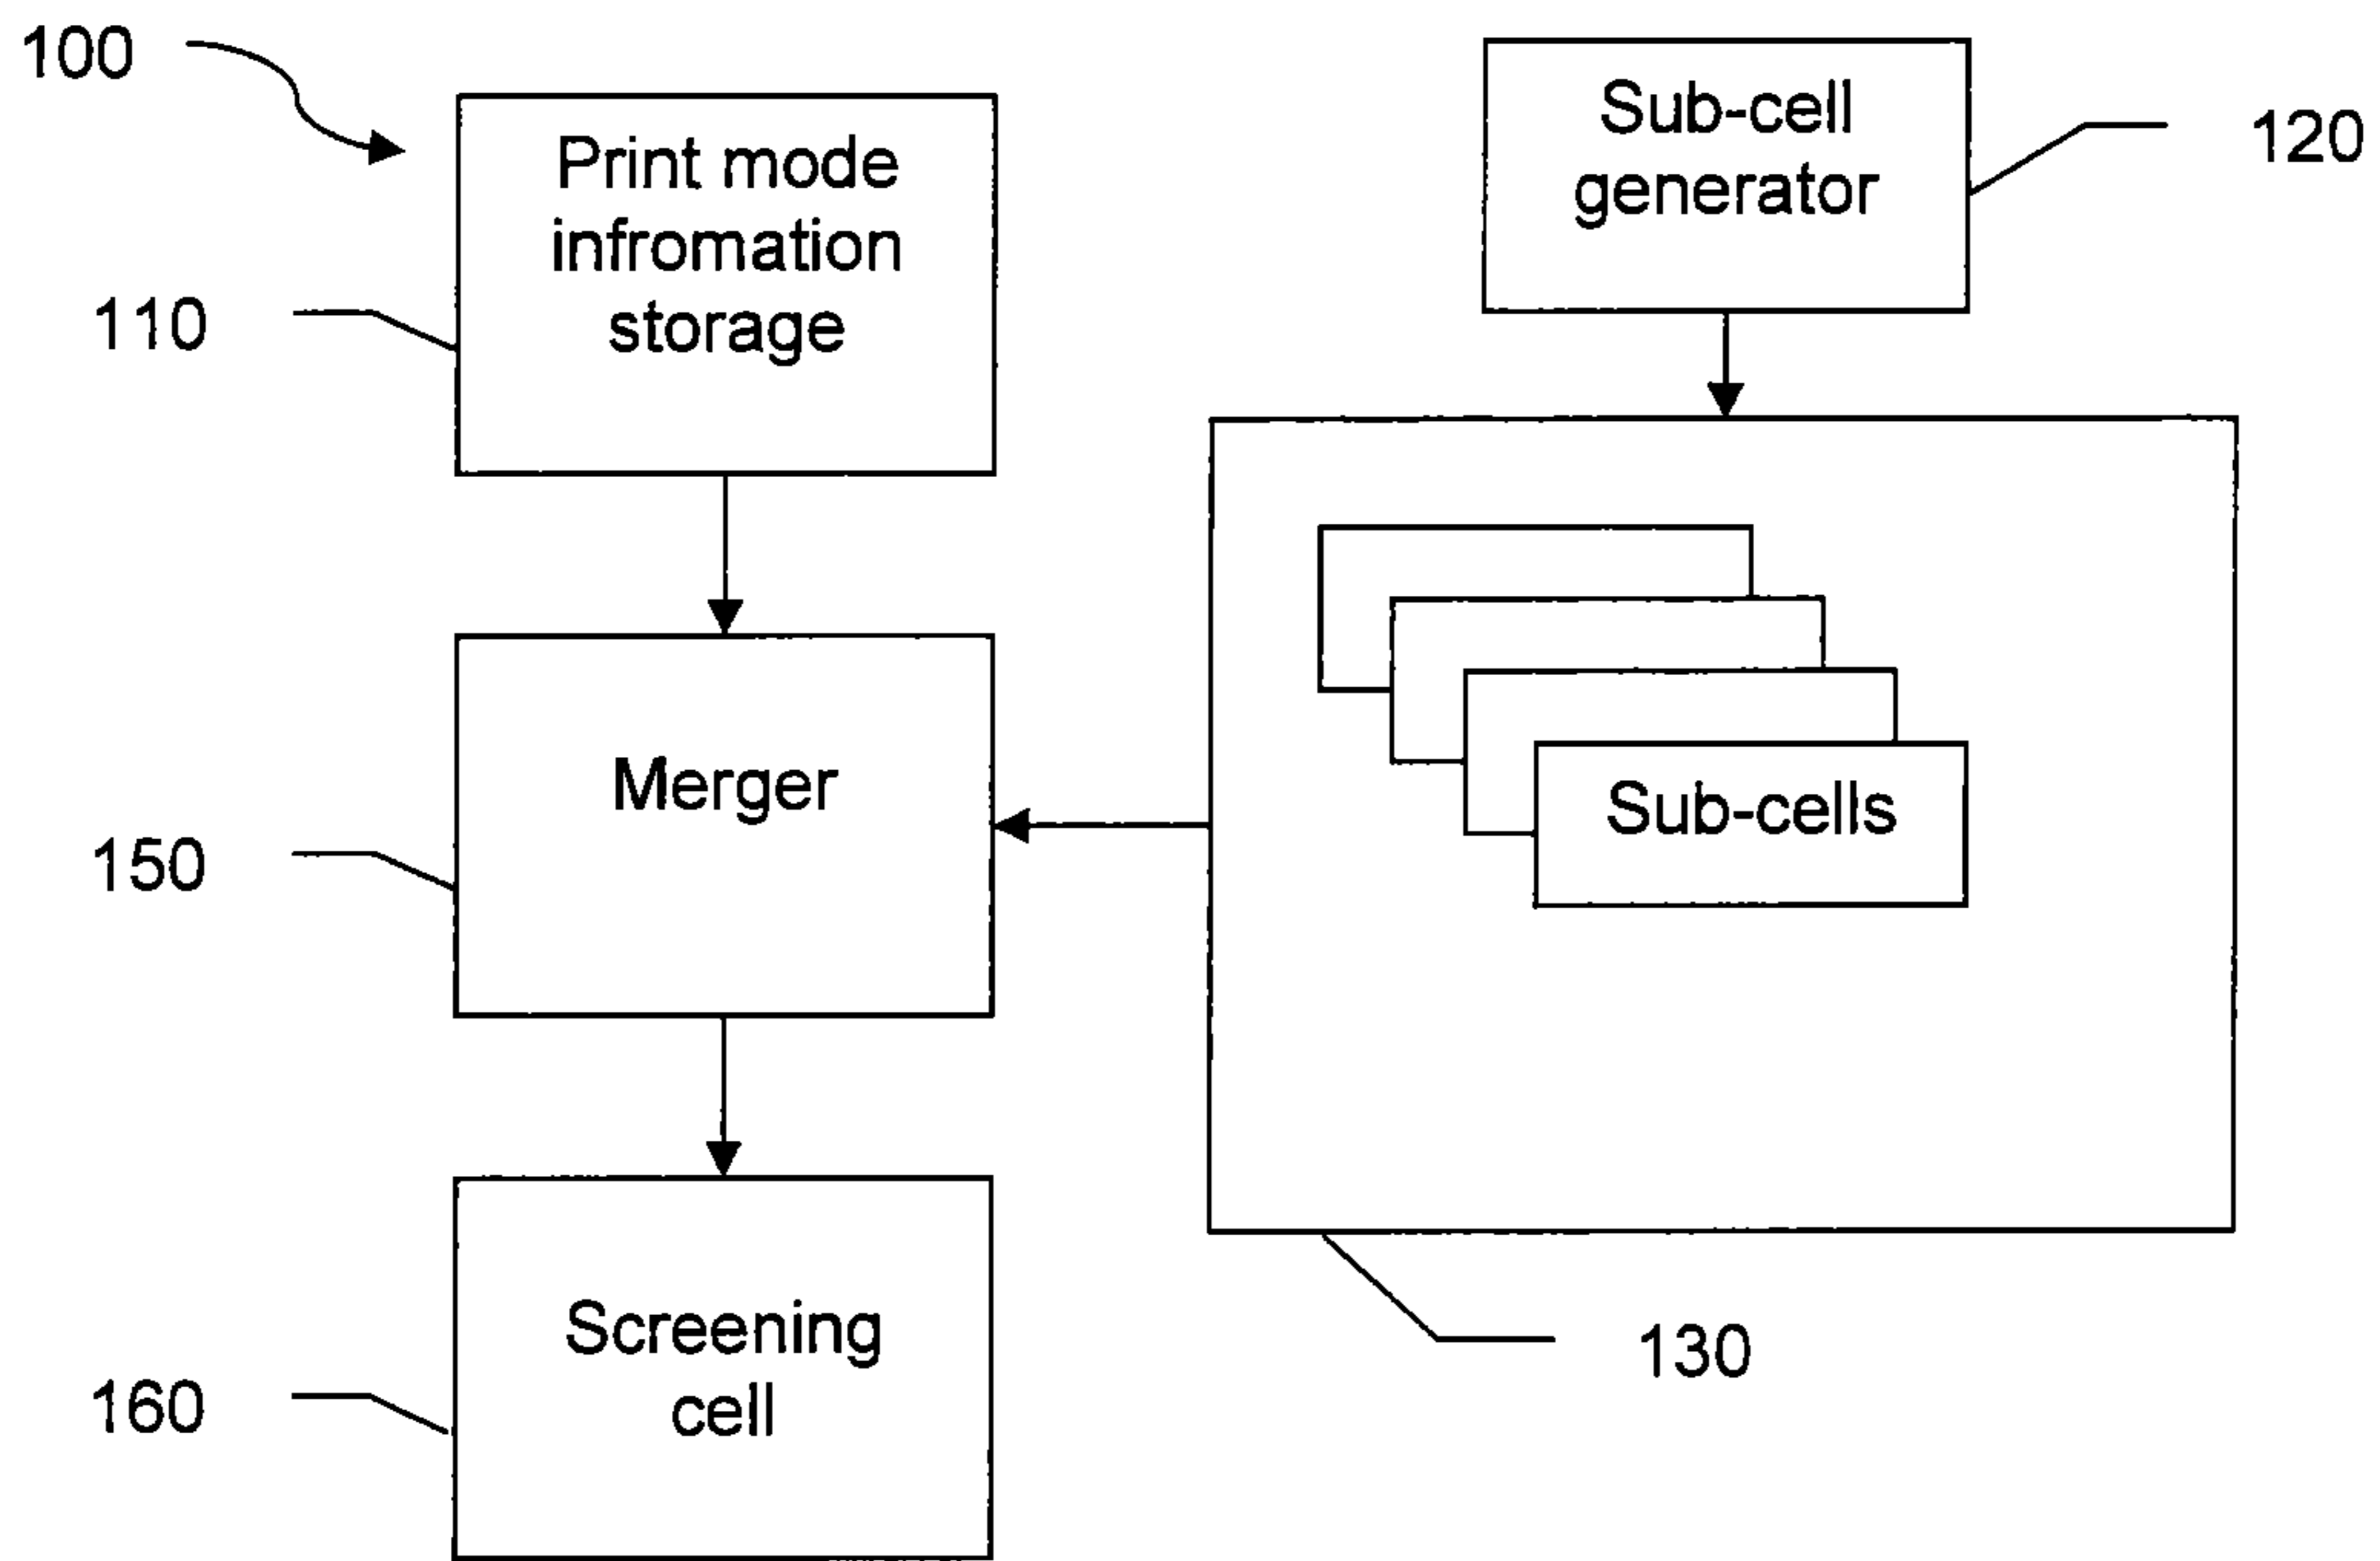 100
Print mode
infromation
storage
110
Sub-cell
generator
120
Merger
150
Sub-cells
130
Screening
cell
160